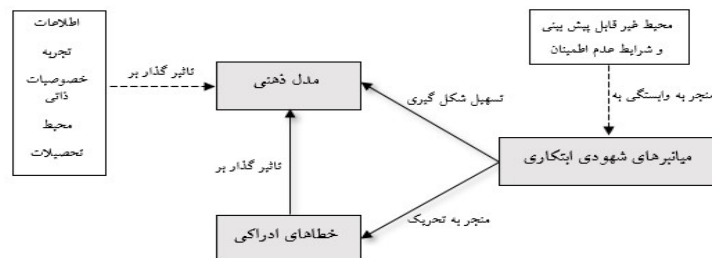 محیط غیر قابل پیش بینی
و شرایط عدم اطمینان
منجر به وابستگی به
میانبرهای شهودی ابتکاری
تسهیل شکل گیری
منجر به تحریک
مدل ذهنی
تاثیر گذار بر
خطاهای ادراکی
تاثیر گذار بر
اطلاعات
تجربه
خصوصیات
ذاتی
محیط
تحصیلات